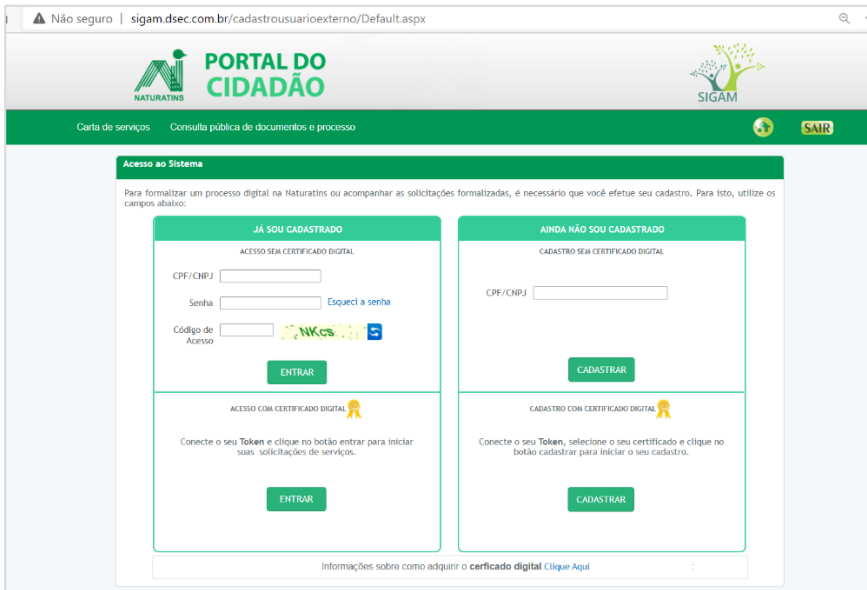 Não seguro | sigam.dsec.com.br/cadastrousuarioexterno/Default.aspx
NATURATINS
PORTAL DO
CIDADÃO
SIGAM
Carta de serviços Consulta pública de documentos e processo SAIR
Acesso ao Sistema
Para formalizar um processo digital na Naturatins ou acompanhar as solicitações formalizadas, é necessário que você efetue seu cadastro. Para isto, utilize os
campos abaixo:
JÁ SOU CADASTRADO
ACESSO SEM CERTIFICADO DIGITAL
CPF/CNPJ
Senha Esqueci a senha
Código de
Acesso
NKcs
ENTRAR
ACESSO COM CERTIFICADO DIGITAL
Conecte o seu Token e clique no botão entrar para iniciar
suas solicitações de serviços.
ENTRAR
AINDA NÃO SOU CADASTRADO
CADASTRO SEM CERTIFICADO DIGITAL
CPF/CNPJ
CADASTRAR
CADASTRO COM CERTIFICADO DIGITAL
Conecte o seu Token, selecione o seu certificado e clique no
botão cadastrar para iniciar o seu cadastro.
CADASTRAR
Informações sobre como adquirir o cerficado digital Clique Aqui :